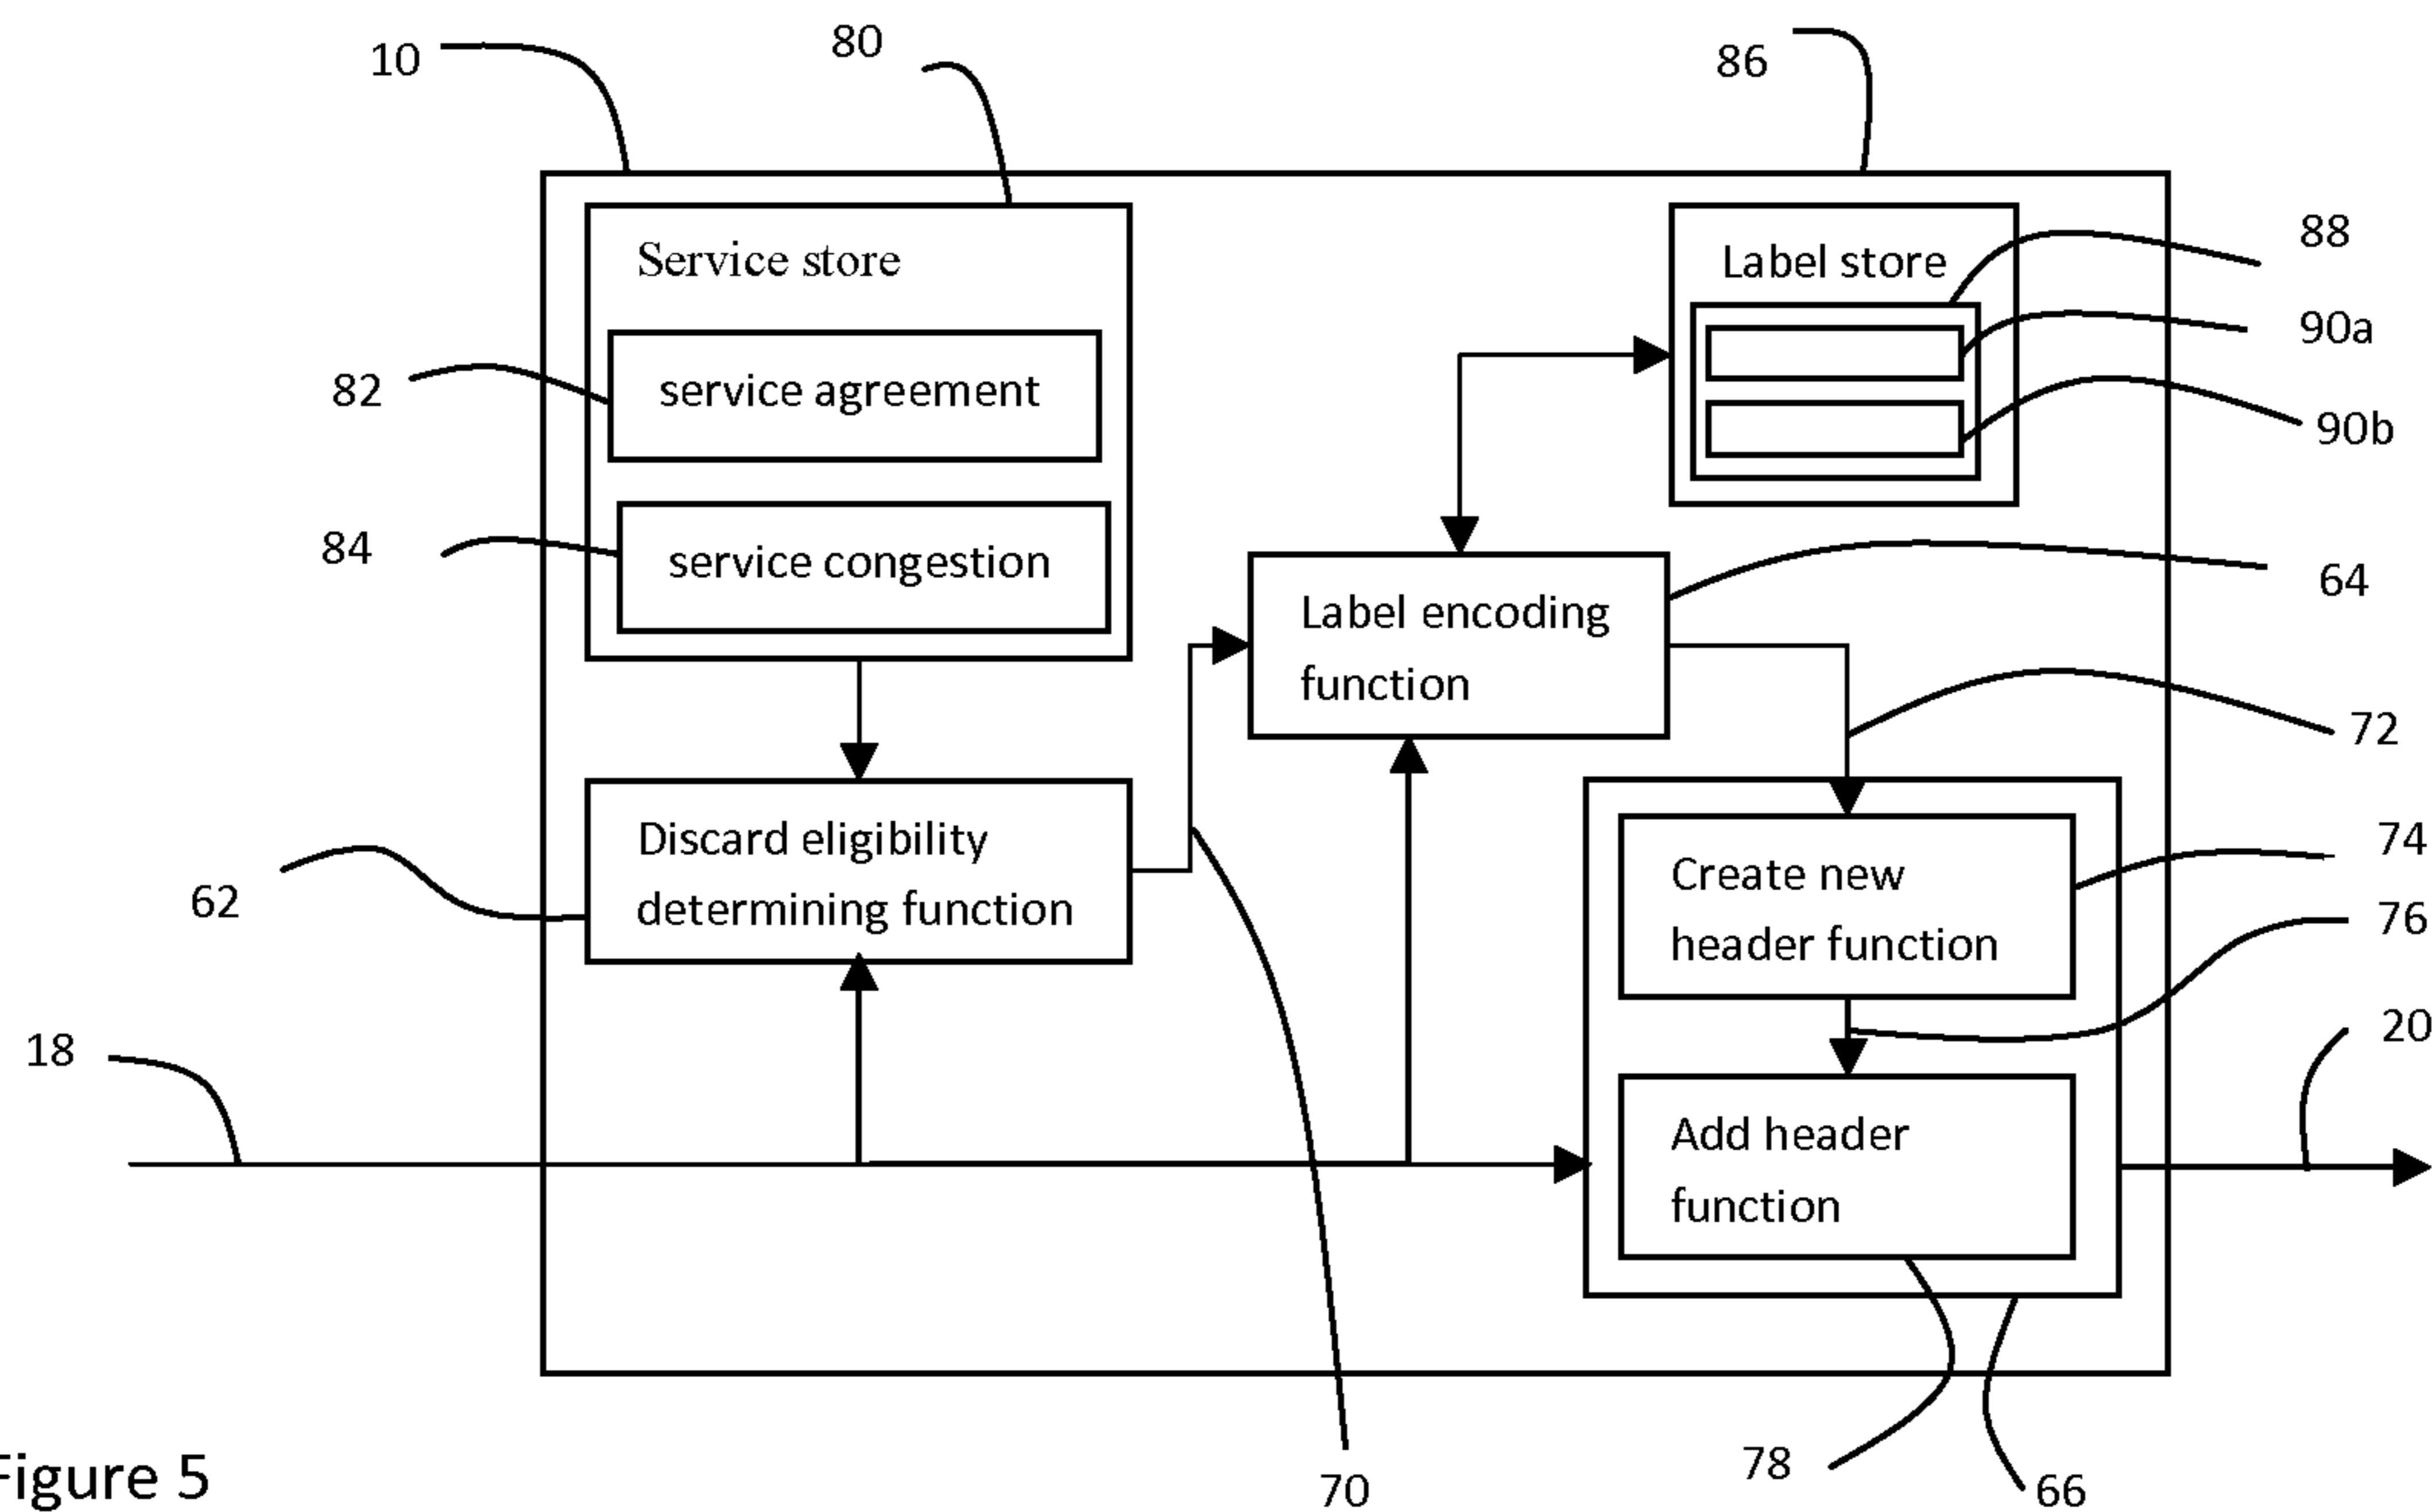 10
80
86
Service store
Label store
88
90a
service agreement
82
90b
84
service congestion
Label encoding
function
64
72
Discard eligibility
determining function
62
Create new
header function
74
76
18
20
Add header
function
Figure 5
70
78
66